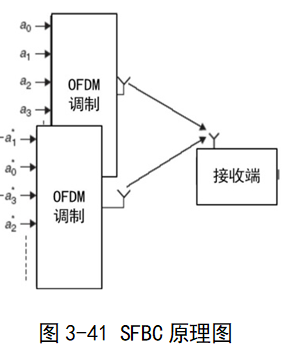 a₀
a₁
a₂
a₃
OFDM
调制
-a₁*
a₀*
-a₃*
a₂*
OFDM
调制
接收端
图 3-41 SFBC 原理图